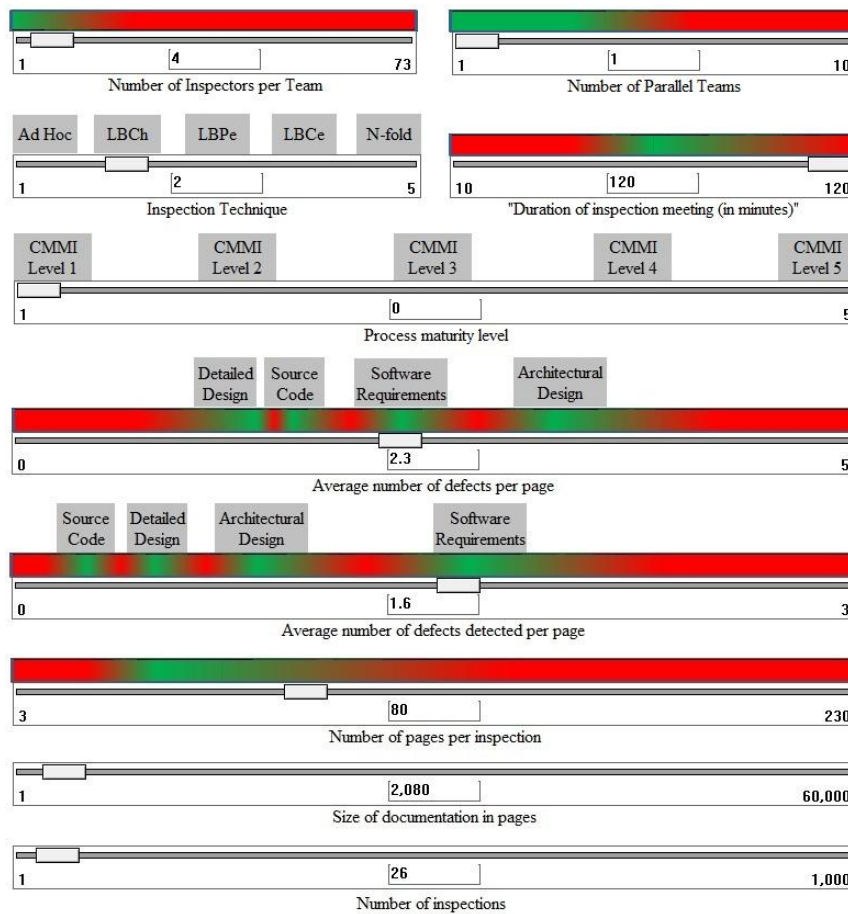 4
1
1
73
1
10
Number of Inspectors per Team
Number of Parallel Teams
Ad Hoc
LBCh
LBPe
LBCe
N-fold
2
1
5
Inspection Technique
120
10
120
"Duration of inspection meeting (in minutes)"
CMMI
Level 1
CMMI
Level 2
CMMI
Level 3
CMMI
Level 4
CMMI
Level 5
0
1
5
Process maturity level
Detailed
Design
Source
Code
Software
Requirements
Architectural
Design
2.3
0
5
Average number of defects per page
Source
Code
Detailed
Design
Architectural
Design
Software
Requirements
1.6
0
3
Average number of defects detected per page
80
3
230
Number of pages per inspection
2,080
1
60,000
Size of documentation in pages
26
1
1,000
Number of inspections